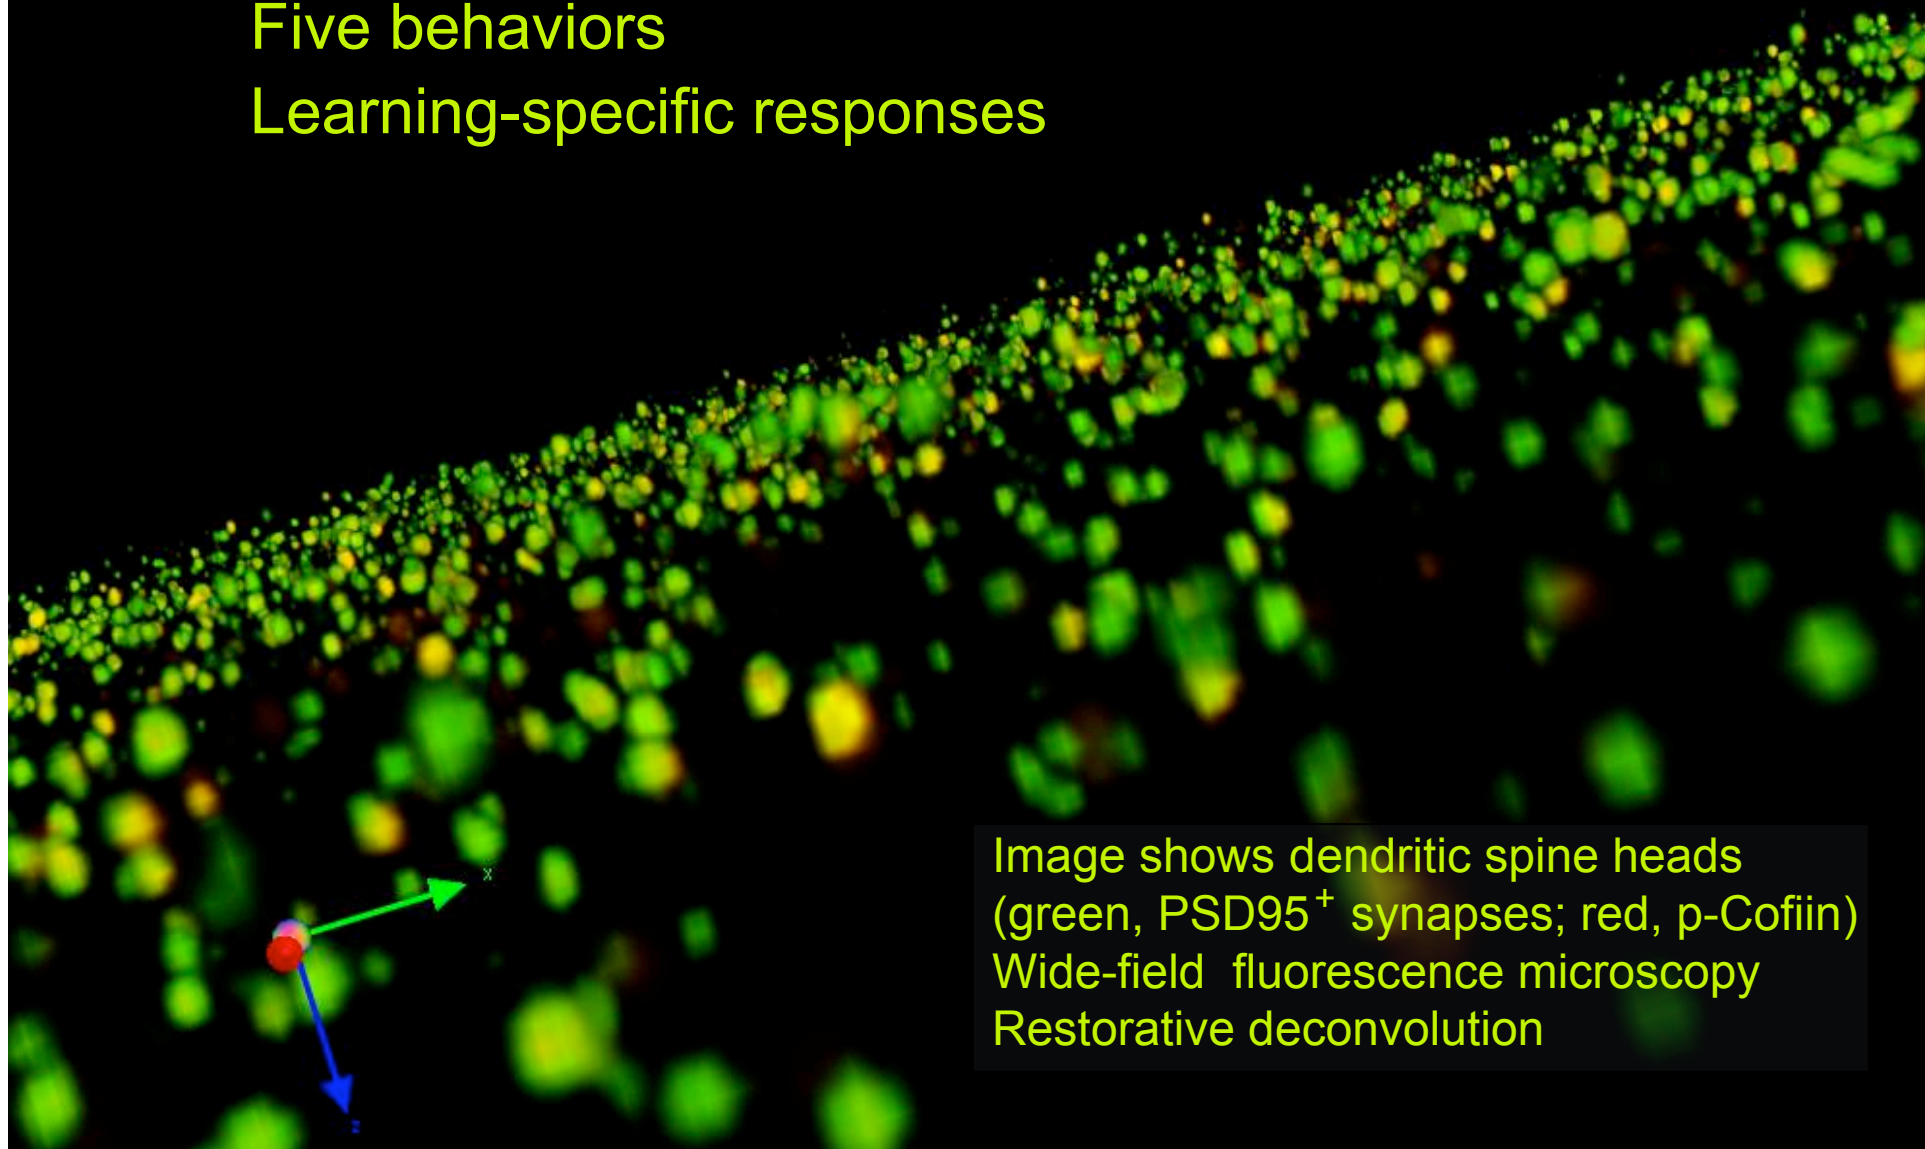 Five behaviors
Learning-specific responses
x
Image shows dendritic spine heads
(green, PSD95⁺ synapses; red, p-Cofiin)
Wide-field fluorescence microscopy
Restorative deconvolution
z